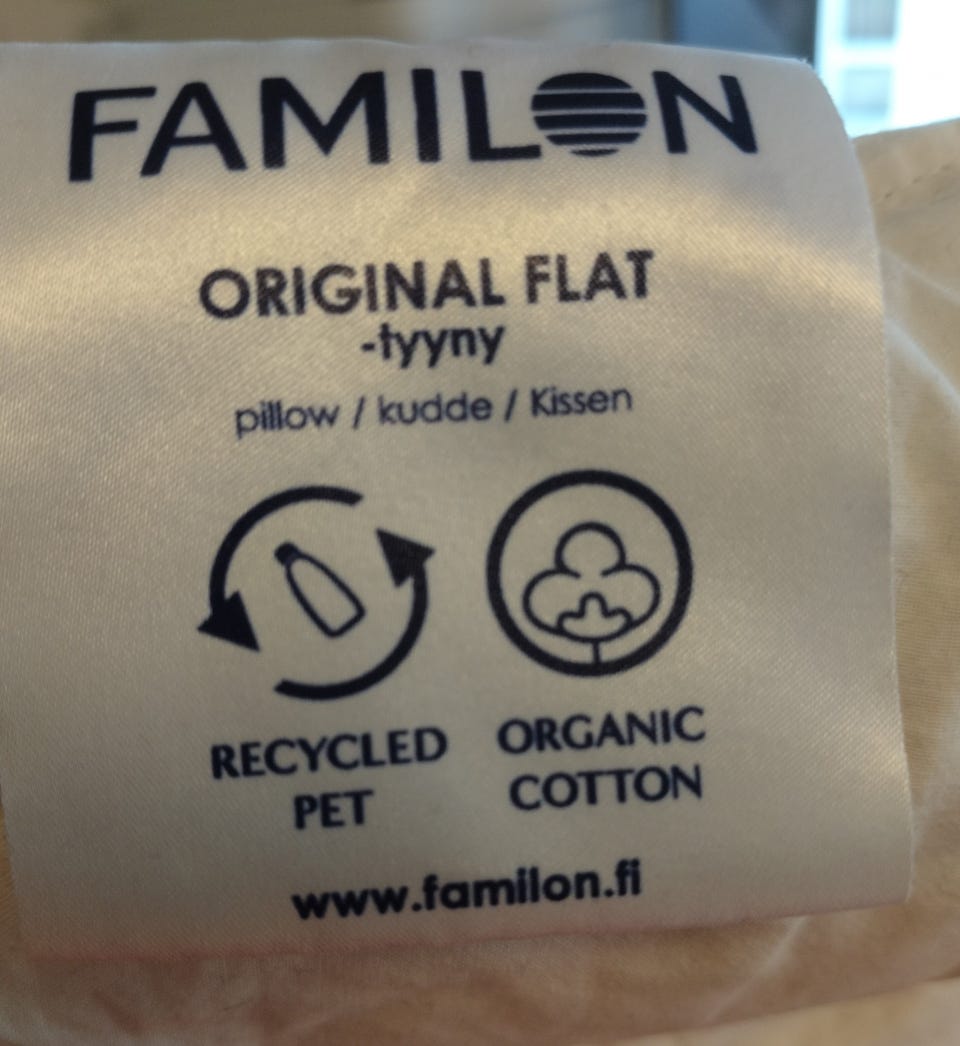 FAMILON
ORIGINAL FLAT
-tyyny
pillow / kudde / Kissen
RECYCLED
PET
ORGANIC
COTTON
www.familon.fi